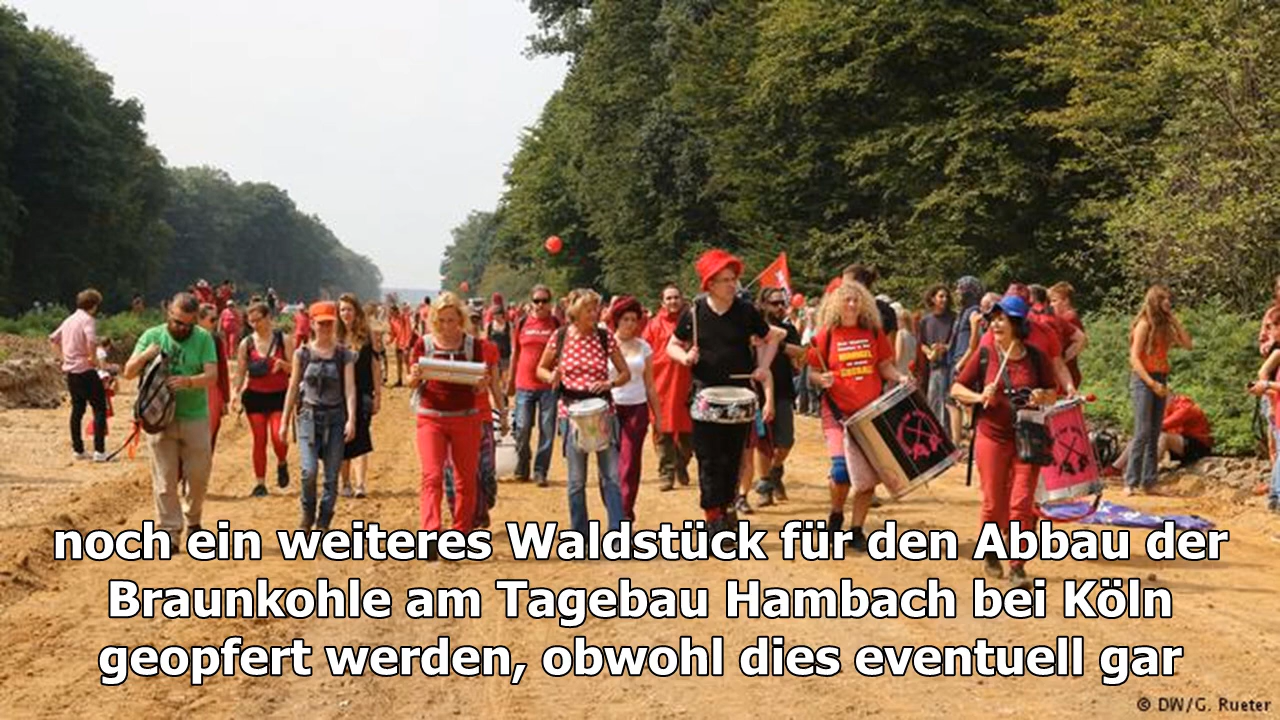 noch ein weiteres Waldstück für den Abbau der
Braunkohle am Tagebau Hambach bei Köln
geopfert werden, obwohl dies eventuell gar
© DW/G. Rueter